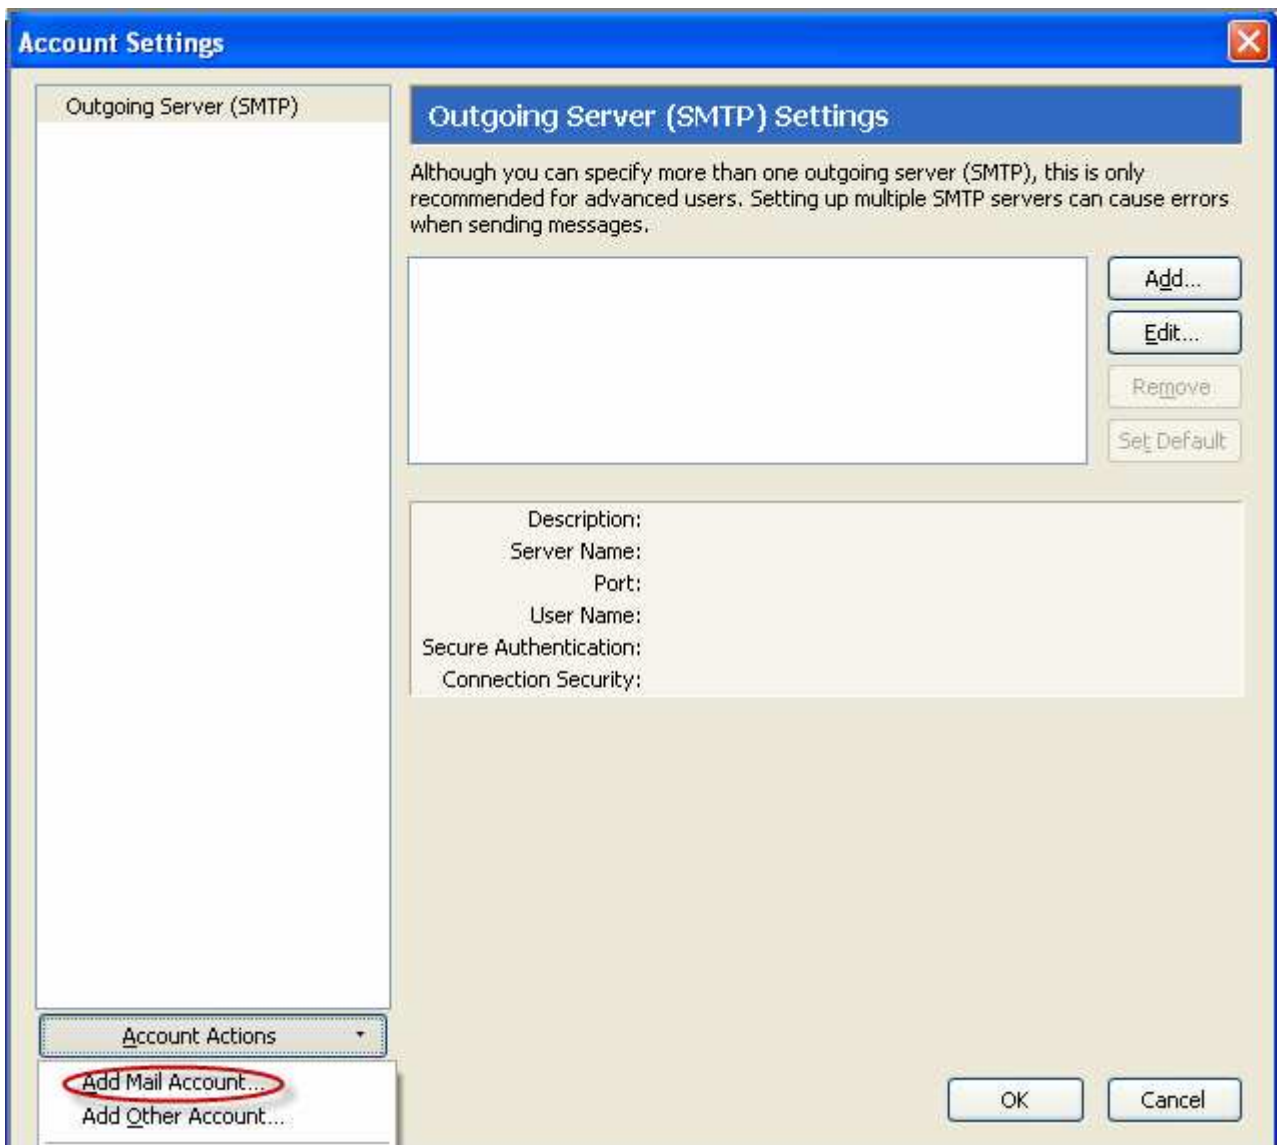 Account Settings
Outgoing Server (SMTP)
Outgoing Server (SMTP) Settings
Although you can specify more than one outgoing server (SMTP), this is only
recommended for advanced users. Setting up multiple SMTP servers can cause errors
when sending messages.
Add...
Edit...
Remove
Set Default
Description:
Server Name:
Port:
User Name:
Secure Authentication:
Connection Security:
Account Actions
Add Mail Account...
Add Other Account...
OK
Cancel